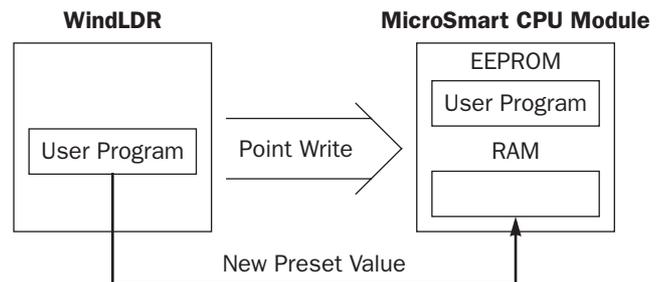 WindLDR
MicroSmart CPU Module
EEPROM
User Program
User Program
Point Write
RAM
New Preset Value